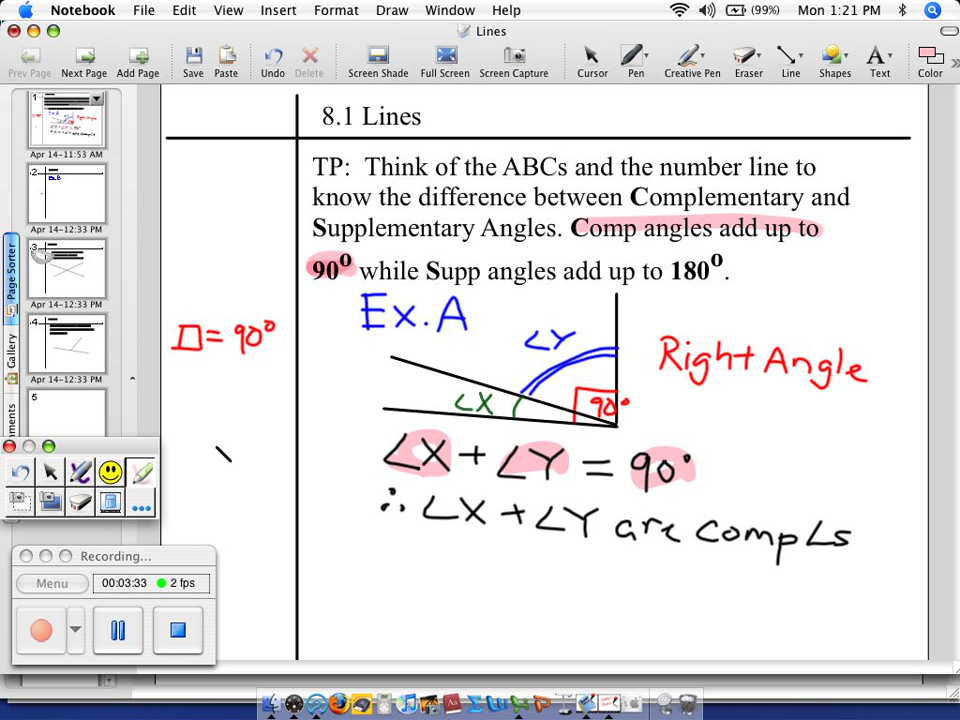 Notebook File Edit View Insert Format Draw Window Help (99%) Mon 1:21 PM
Lines
Prev Page Next Page Add Page Save Paste Undo Delete Screen Shade Full Screen Screen Capture Cursor Pen Creative Pen Eraser Line Shapes Text Color
Page Sorter
Gallery
1
Apr 14-11:53 AM
2
Apr 14-12:33 PM
3
Apr 14-12:33 PM
4
Apr 14-12:33 PM
5
8.1 Lines
TP: Think of the ABCs and the number line to
know the difference between Complementary and
Supplementary Angles. Comp angles add up to
90° while Supp angles add up to 180°.
Ex. A
□ = 90°
∠Y
Right Angle
∠X
90°
∠X + ∠Y = 90°
∴ ∠X + ∠Y are comp ∠s
Recording...
Menu 00:03:33 2 fps